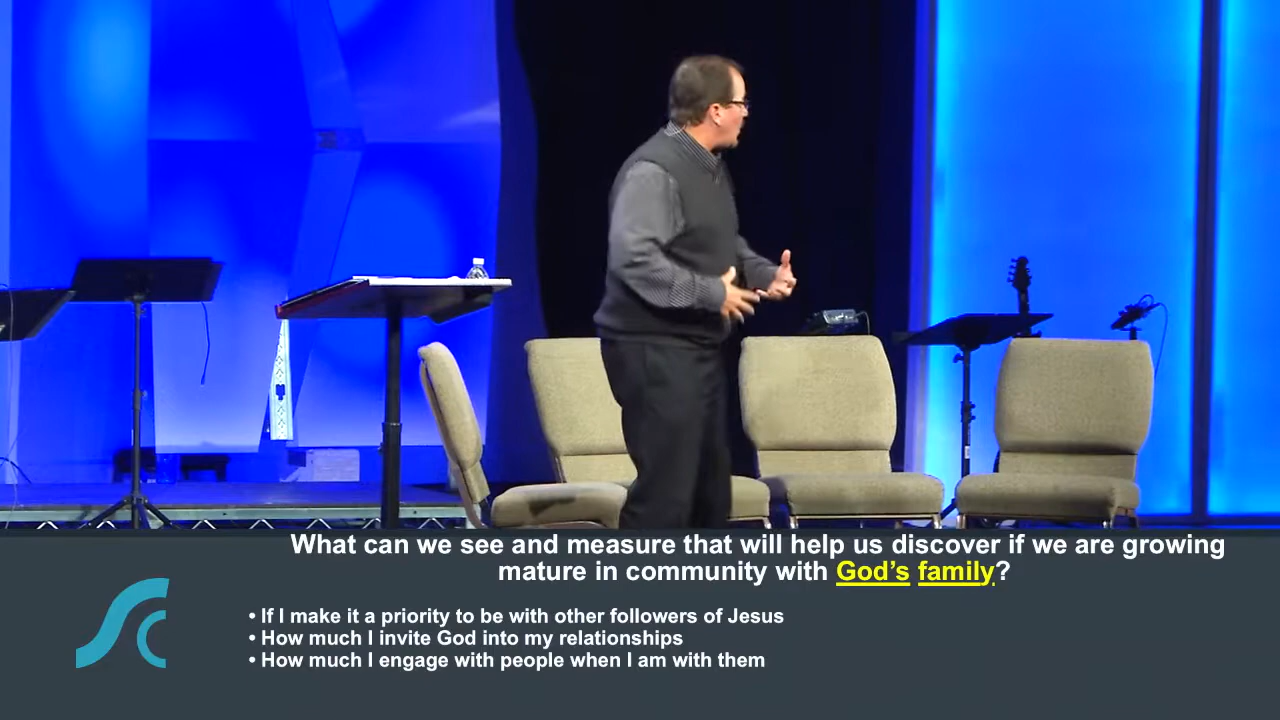 What can we see and measure that will help us discover if we are growing
mature in community with God's family?
• If I make it a priority to be with other followers of Jesus
• How much I invite God into my relationships
• How much I engage with people when I am with them